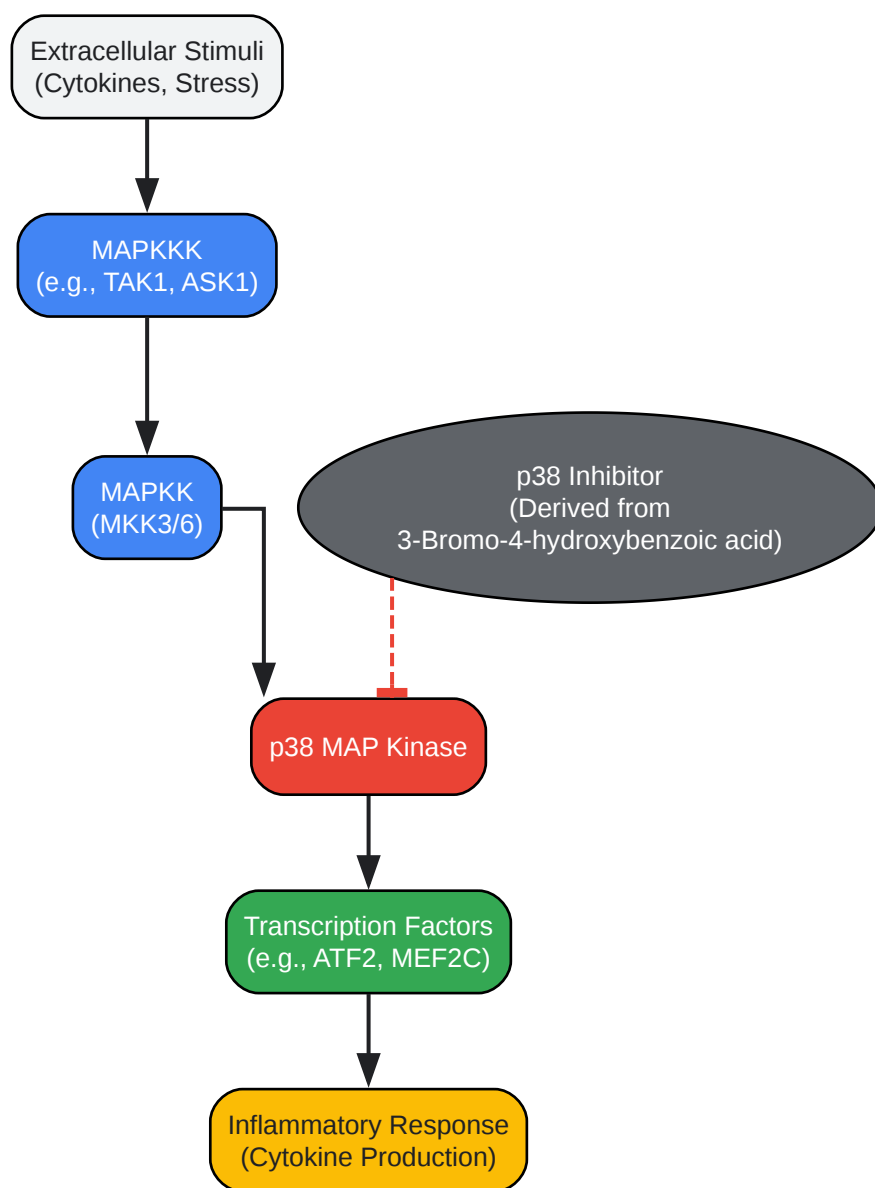 Extracellular Stimuli
(Cytokines, Stress)
MAPKKK
(e.g., TAK1, ASK1)
MAPKK
(MKK3/6)
p38 Inhibitor
(Derived from
3-Bromo-4-hydroxybenzoic acid)
p38 MAP Kinase
Transcription Factors
(e.g., ATF2, MEF2C)
Inflammatory Response
(Cytokine Production)